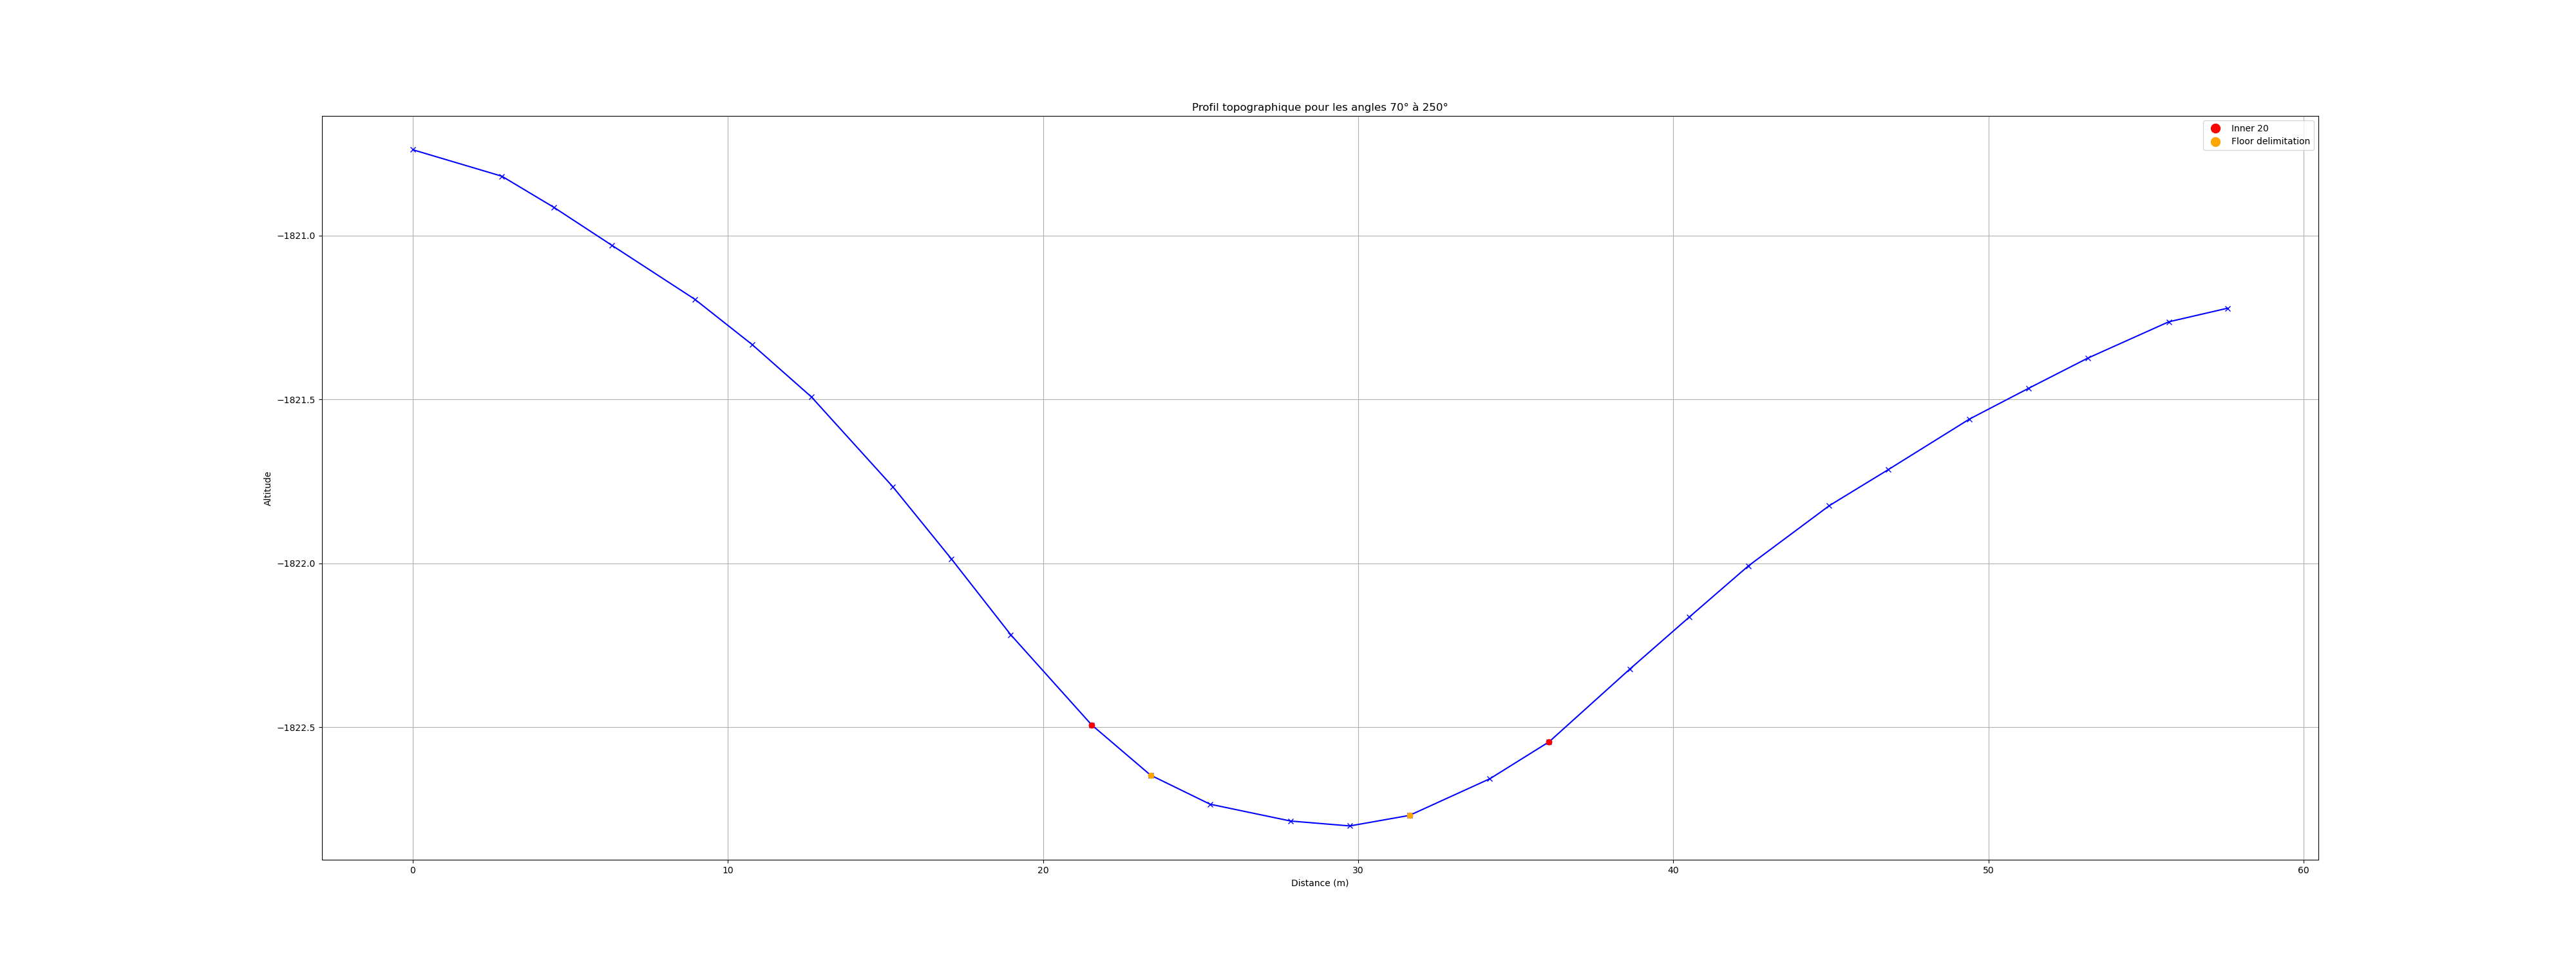 Profil topographique pour les angles 70° à 250°
Inner 20
Floor delimitation
Altitude
−1821.0
−1821.5
−1822.0
−1822.5
0 10 20 30 40 50 60
Distance (m)